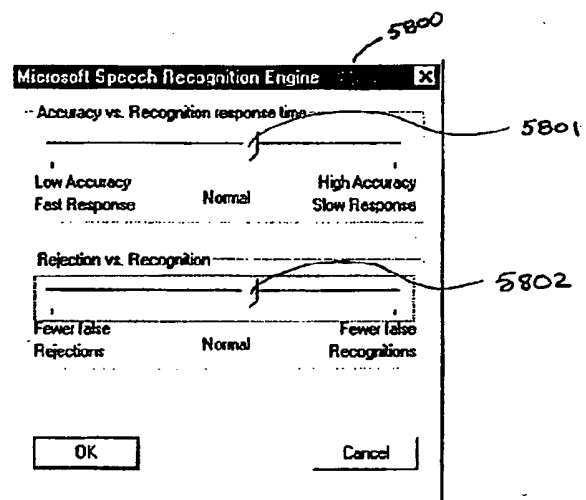 5800
Microsoft Speech Recognition Engine
Accuracy vs. Recognition response time
5801
Low Accuracy High Accuracy
Fast Response Normal Slow Response
Rejection vs. Recognition
5802
Fewer false Fewer false
Rejections Normal Recognitions
OK Cancel